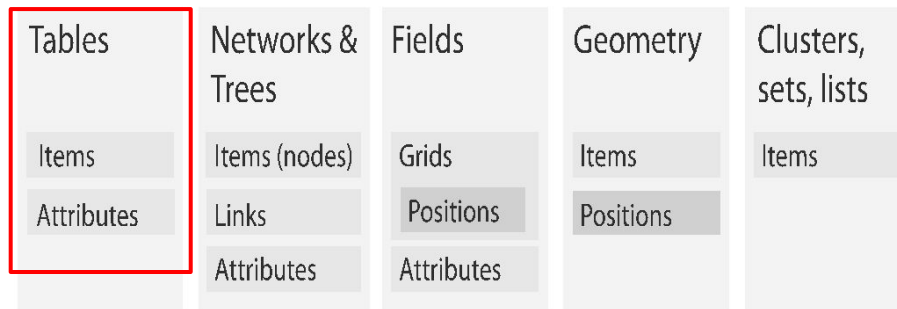 Tables
Items
Attributes
Networks &
Trees
Items (nodes)
Links
Attributes
Fields
Grids
Positions
Attributes
Geometry
Items
Positions
Clusters,
sets, lists
Items